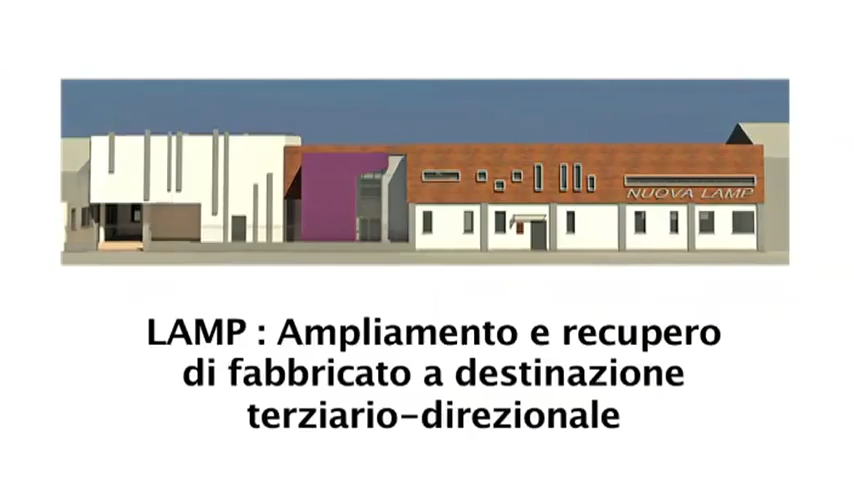 NUOVA LAMP
LAMP : Ampliamento e recupero
di fabbricato a destinazione
terziario-direzionale